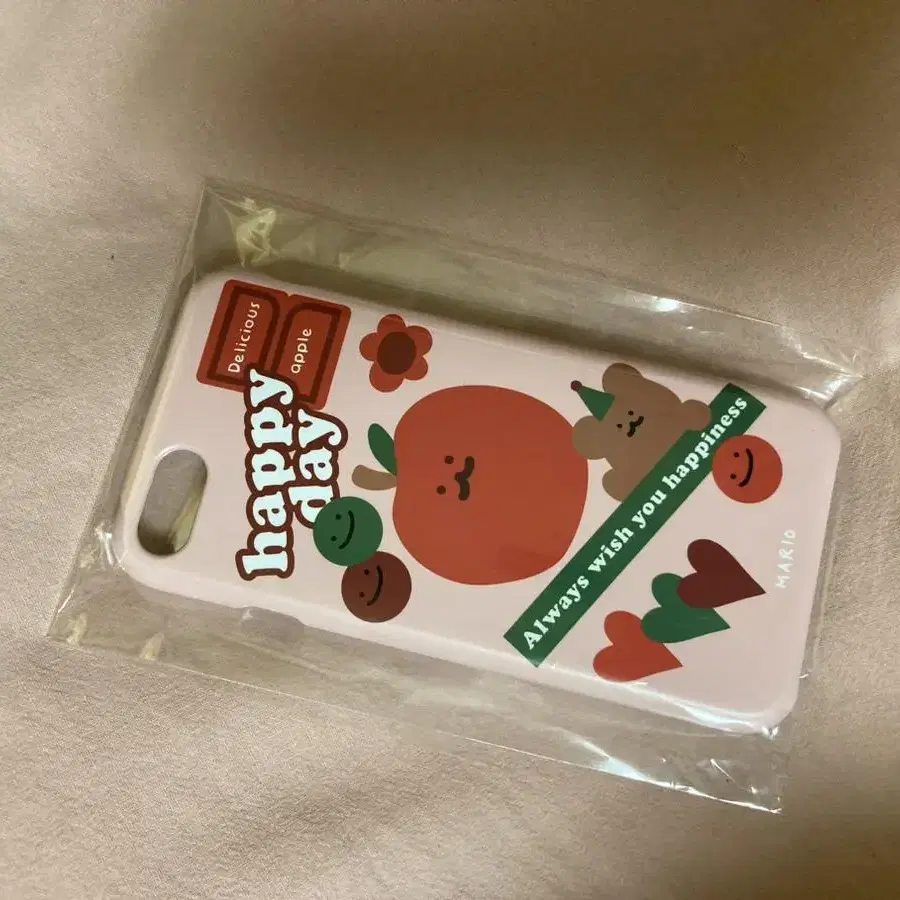 Delicious
apple
happy
day
Always wish you happiness
MARIO